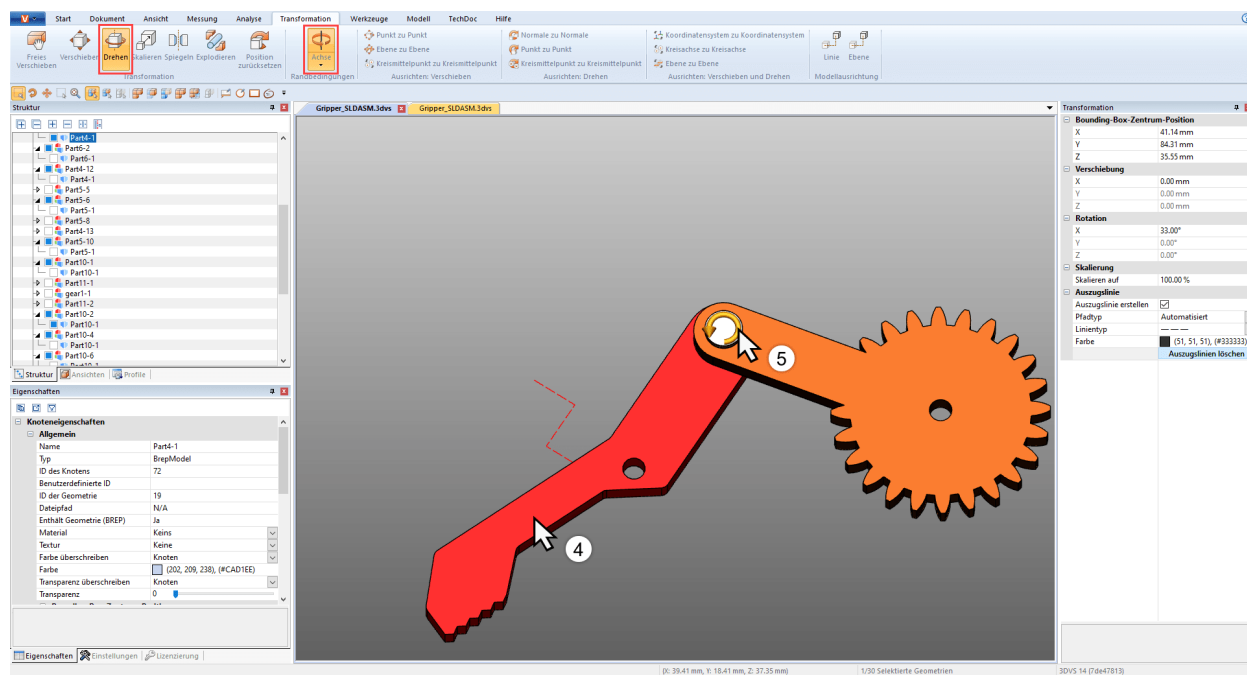 V Start Dokument Ansicht Messung Analyse Transformation Werkzeuge Modell TechDoc Hilfe
Freies Verschieben
Verschieben
Drehen
Skalieren
Spiegeln
Explodieren
Position zurücksetzen
Transformation
Achse
Randbedingungen
Punkt zu Punkt
Ebene zu Ebene
Kreismittelpunkt zu Kreismittelpunkt
Ausrichten: Verschieben
Normale zu Normale
Punkt zu Punkt
Kreismittelpunkt zu Kreismittelpunkt
Ausrichten: Drehen
Koordinatensystem zu Koordinatensystem
Kreisachse zu Kreisachse
Ebene zu Ebene
Ausrichten: Verschieben und Drehen
Linie
Ebene
Modellausrichtung
Struktur
Part4-1
Part6-2
Part6-1
Part4-12
Part4-1
Part5-5
Part5-6
Part5-1
Part5-8
Part4-13
Part5-10
Part5-1
Part10-1
Part10-1
Part11-1
gear1-1
Part11-2
Part10-2
Part10-1
Part10-4
Part10-1
Part10-6
Struktur Ansichten Profile
Eigenschaften
Knoteneigenschaften
Allgemein
Name Part4-1
Typ BrepModel
ID des Knotens 72
Benutzerdefinierte ID
ID der Geometrie 19
Dateipfad N/A
Enthält Geometrie (BREP) Ja
Material Keins
Textur Keine
Farbe überschreiben Knoten
Farbe (202, 209, 238), (#CAD1EE)
Transparenz überschreiben Knoten
Transparenz 0
Eigenschaften Einstellungen Lizenzierung
Gripper_SLDASM.3dvs Gripper_SLDASM.3dvs
5
4
Transformation
Bounding-Box-Zentrum-Position
X 41.14 mm
Y 84.31 mm
Z 35.55 mm
Verschiebung
X 0.00 mm
Y 0.00 mm
Z 0.00 mm
Rotation
X 33.00°
Y 0.00°
Z 0.00°
Skalierung
Skalieren auf 100.00 %
Auszugslinie
Auszugslinie erstellen
Pfadtyp Automatisiert
Linientyp
Farbe (51, 51, 51), (#333333)
Auszugslinien löschen
(X: 39.41 mm, Y: 18.41 mm, Z: 37.35 mm) 1/30 Selektierte Geometrien 3DVS 14 (7de47813)